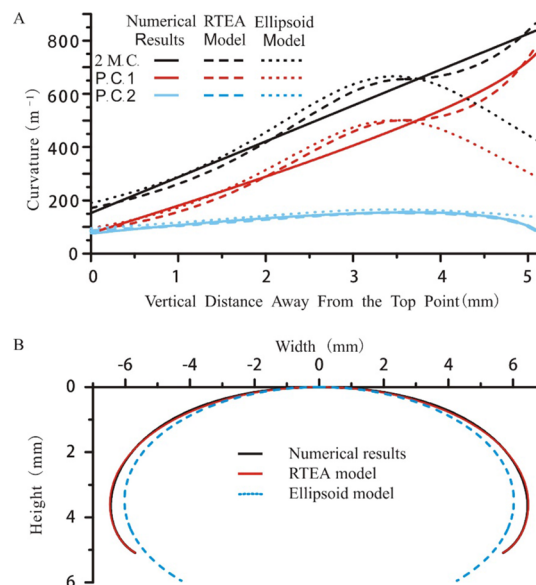 A
Numerical Results
RTEA Model
Ellipsoid Model
2 M.C.
P.C.1
P.C.2
Curvature (m⁻¹)
800
600
400
200
0
0 1 2 3 4 5
Vertical Distance Away From the Top Point(mm)
B
Width (mm)
-6 -4 -2 0 2 4 6
Height (mm)
0
2
4
6
Numerical results
RTEA model
Ellipsoid model